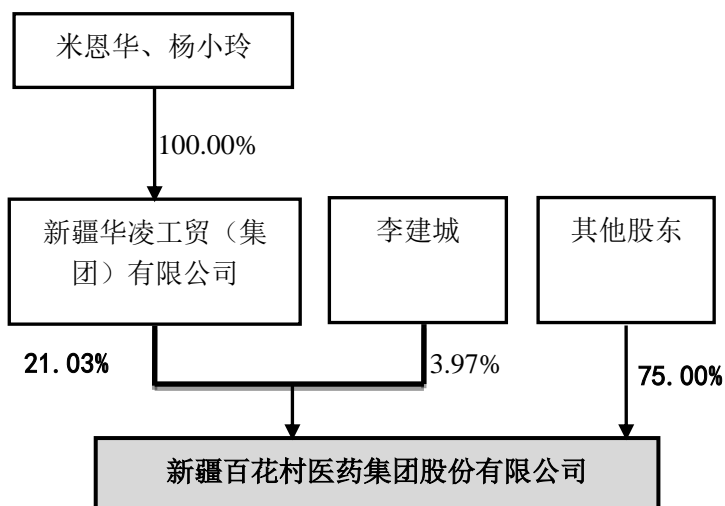 米恩华、杨小玲
100.00%
新疆华凌工贸（集
团）有限公司
李建城
其他股东
21.03%
3.97%
75.00%
新疆百花村医药集团股份有限公司